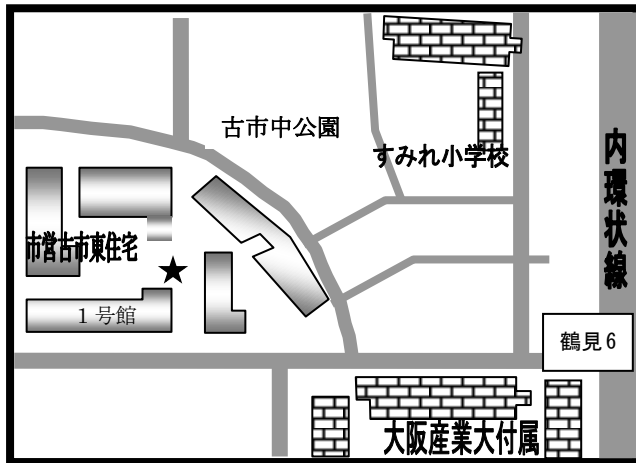 古市中公園
すみれ小学校
内環状線
市営古市東住宅
★
1号館
鶴見6
大阪産業大付属